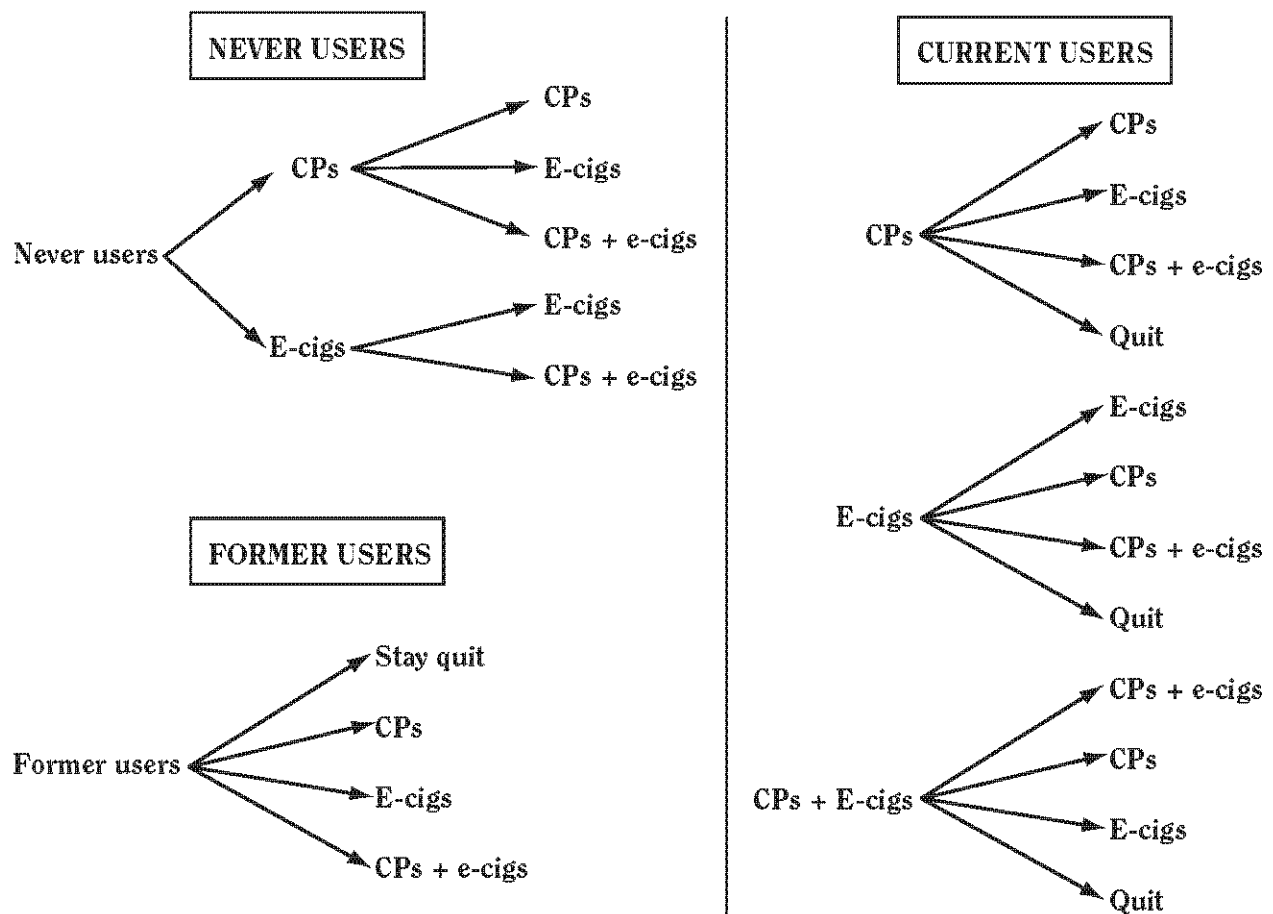 NEVER USERS
Never users
CPs
CPs
E-cigs
CPs + e-cigs
E-cigs
E-cigs
CPs + e-cigs
FORMER USERS
Former users
Stay quit
CPs
E-cigs
CPs + e-cigs
CURRENT USERS
CPs
CPs
E-cigs
CPs + e-cigs
Quit
E-cigs
E-cigs
CPs
CPs + e-cigs
Quit
CPs + E-cigs
CPs + e-cigs
CPs
E-cigs
Quit